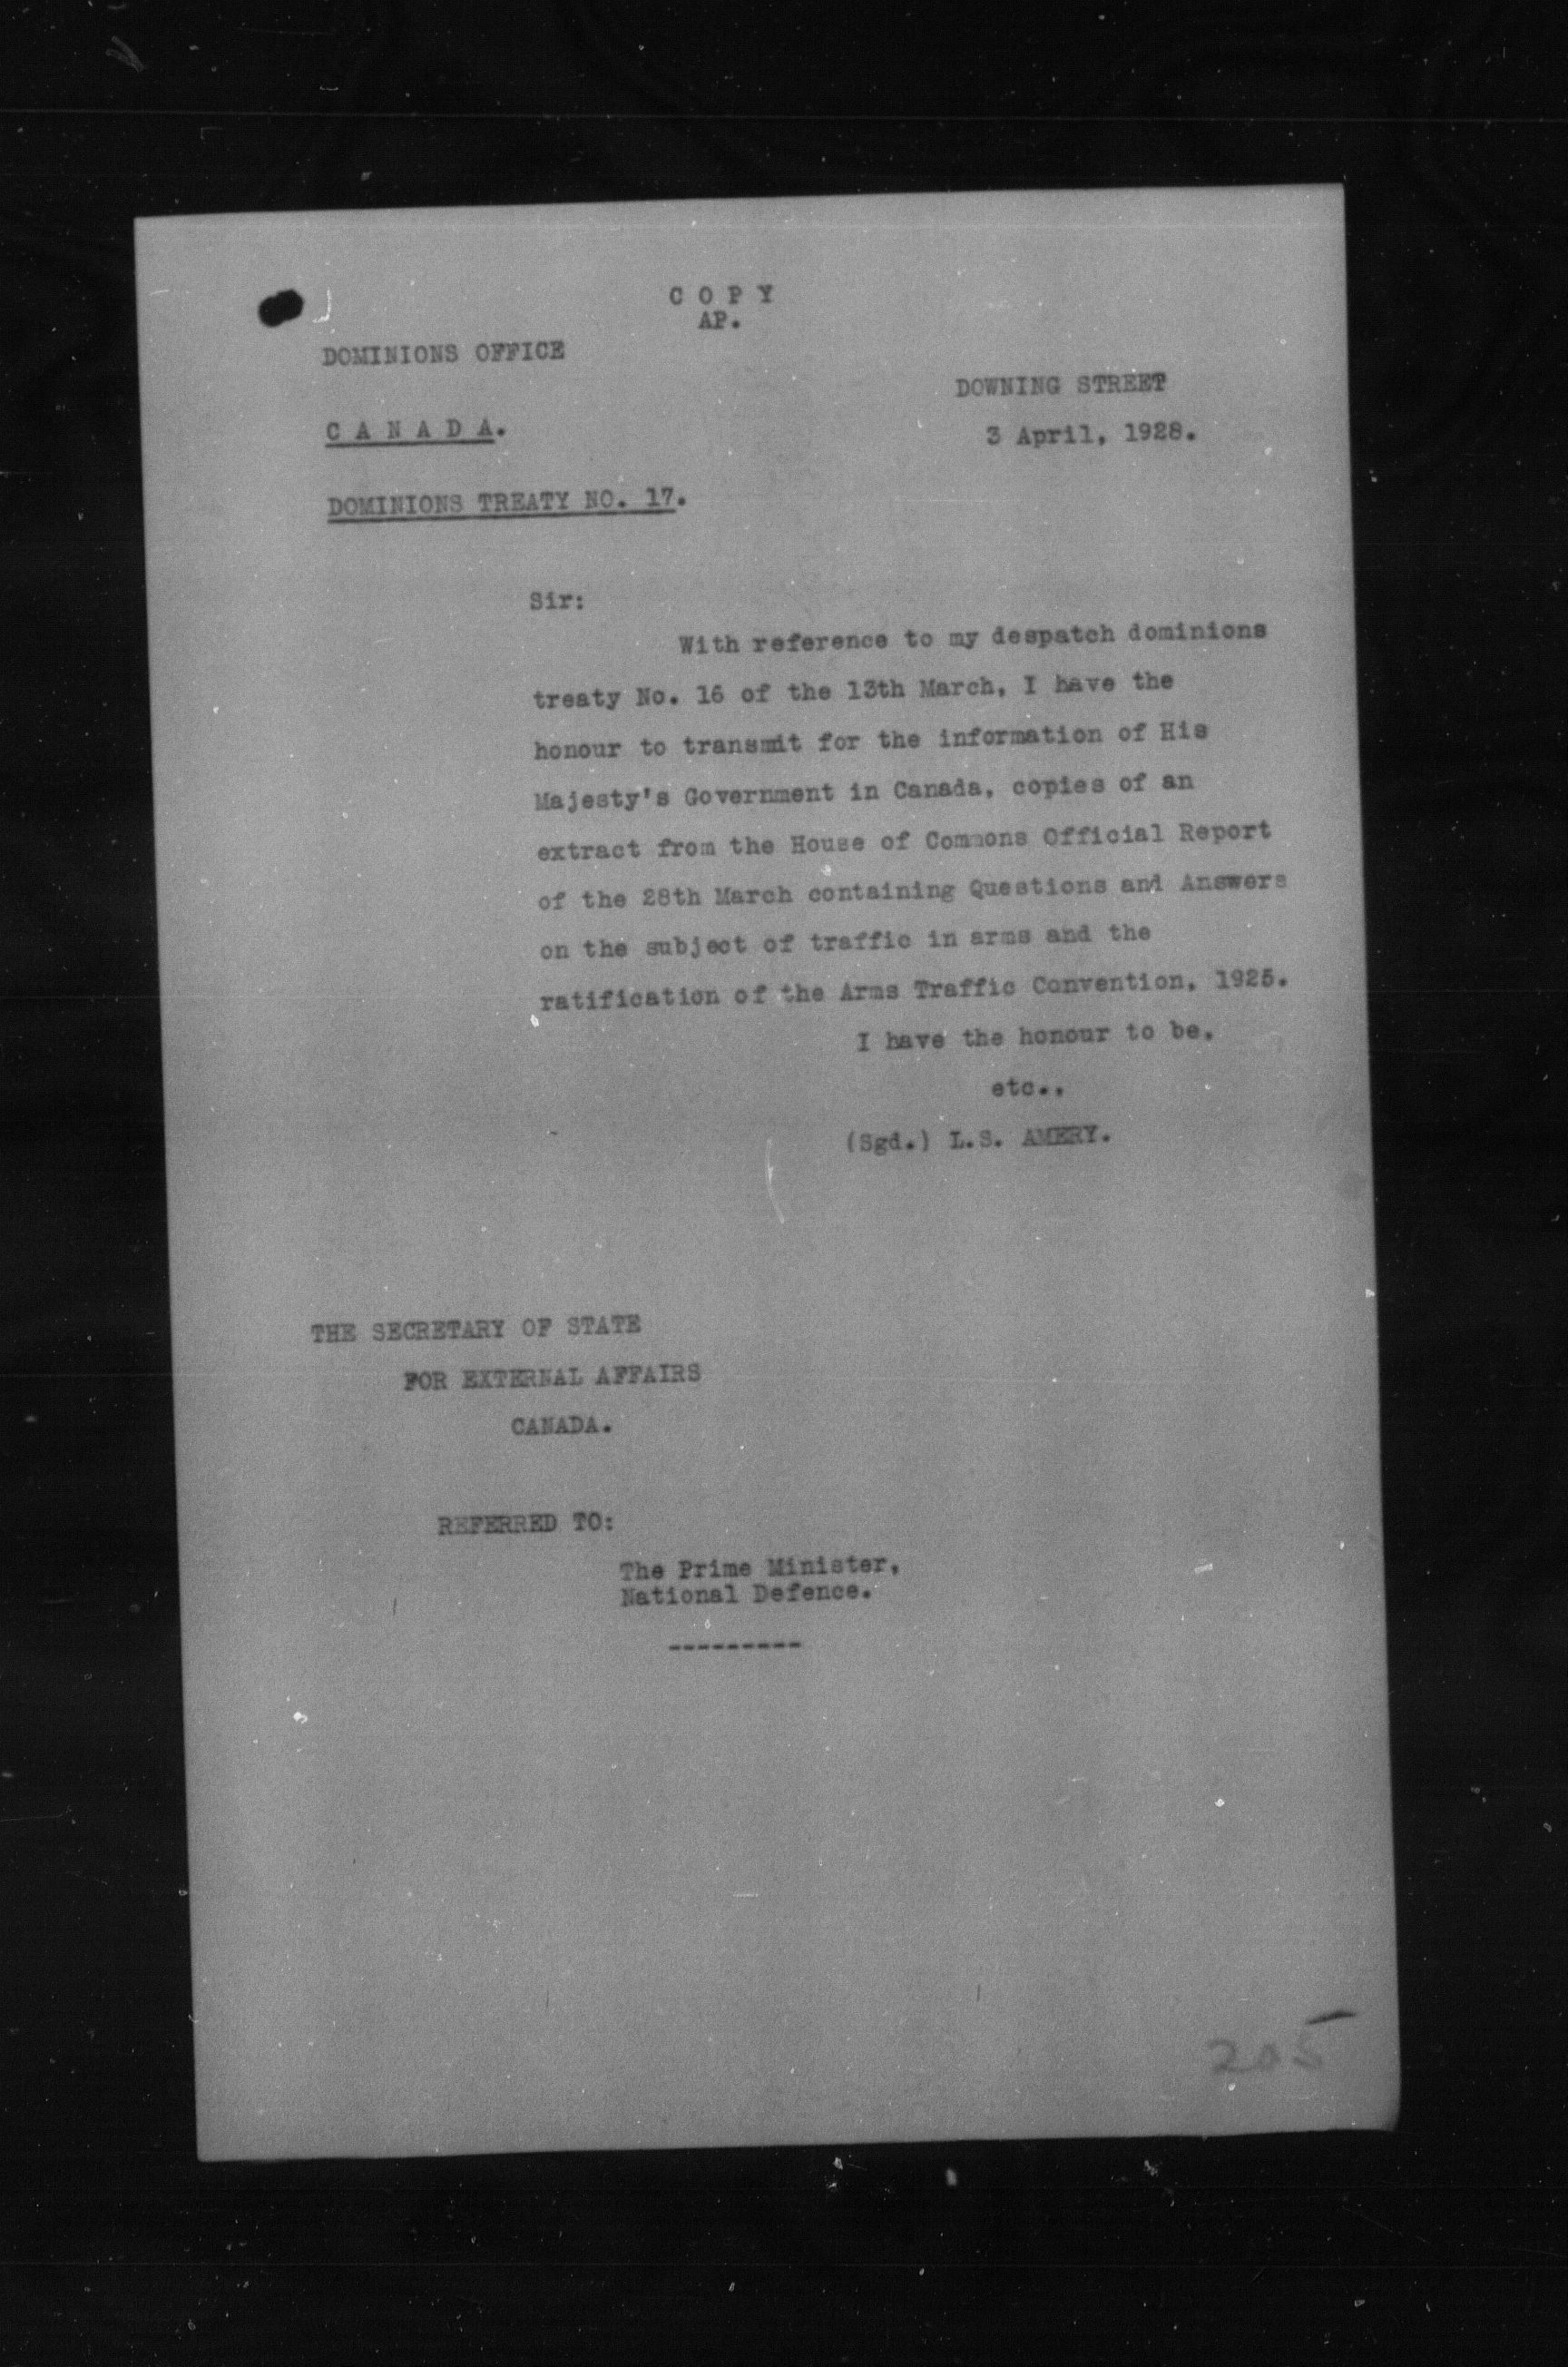 C O P Y
AP.
DOMINIONS OFFICE
DOWNING STREET
C A N A D A.
3 April, 1928.
DOMINIONS TREATY NO. 17.
Sir:
With reference to my despatch dominions
treaty No. 16 of the 13th March, I have the
honour to transmit for the information of His
Majesty's Government in Canada, copies of an
extract from the House of Commons Official Report
of the 28th March containing Questions and Answers
on the subject of traffic in arms and the
ratification of the Arms Traffic Convention, 1925.
I have the honour to be,
etc.,
(Sgd.) L.S. AMERY.
THE SECRETARY OF STATE
FOR EXTERNAL AFFAIRS
CANADA.
REFERRED TO:
The Prime Minister,
National Defence.
---------
205